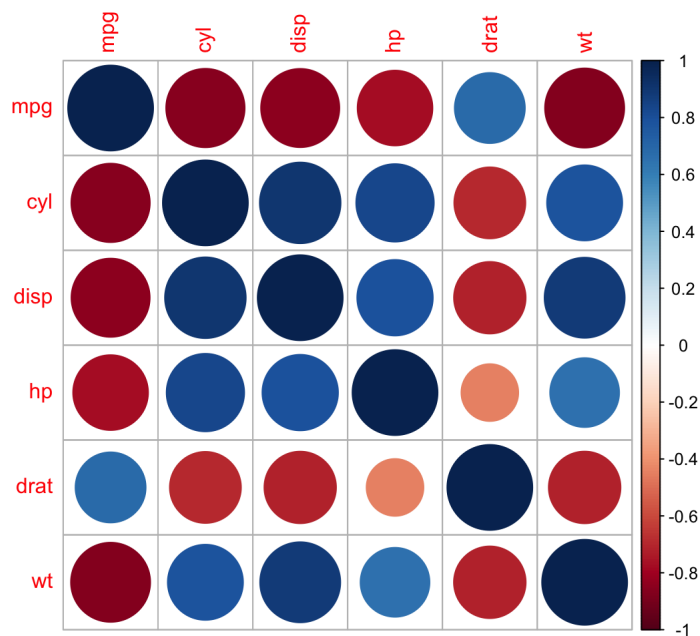 mpg
cyl
disp
hp
drat
wt
mpg
cyl
disp
hp
drat
wt
1
0.8
0.6
0.4
0.2
0
-0.2
-0.4
-0.6
-0.8
-1